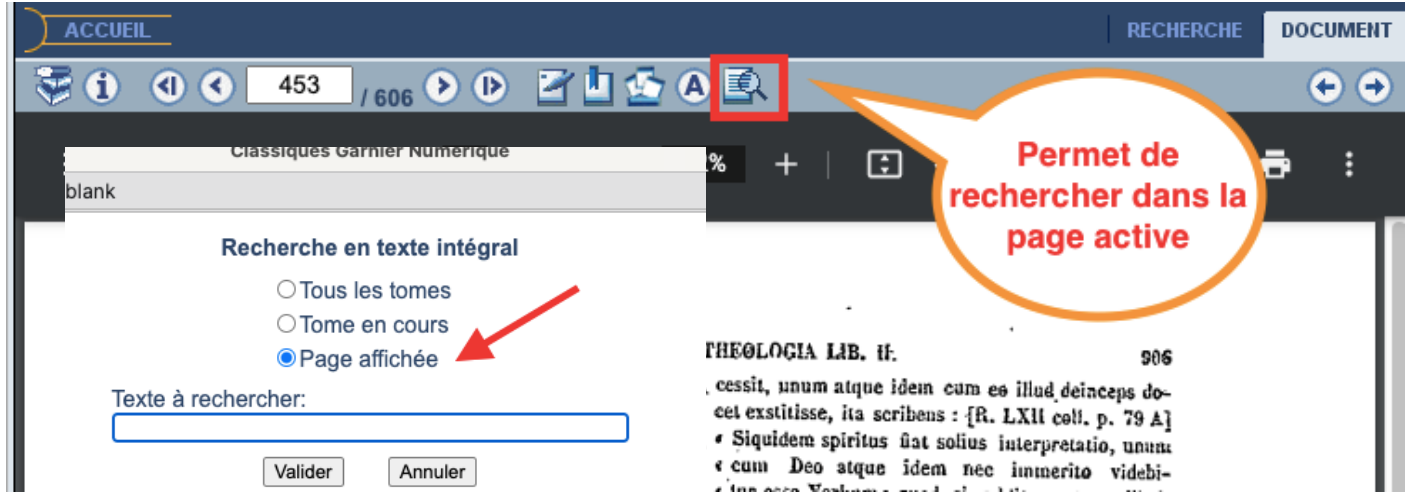 ACCUEIL
RECHERCHE
DOCUMENT
453 / 606
A
Classiques Garnier Numérique
%
blank
Permet de
rechercher dans la
page active
Recherche en texte intégral
Tous les tomes
Tome en cours
Page affichée
Texte à rechercher:
Valider
Annuler
THEOLOGIA LIB. II.
906
cessit, unum atque idem cum eo illud deinceps do-
cet exstitisse, ita scribens : [R. LXII coll. p. 79 A]
« Siquidem spiritus fiat solius interpretatio, unum
« cum Deo atque idem nec immerito videbi-